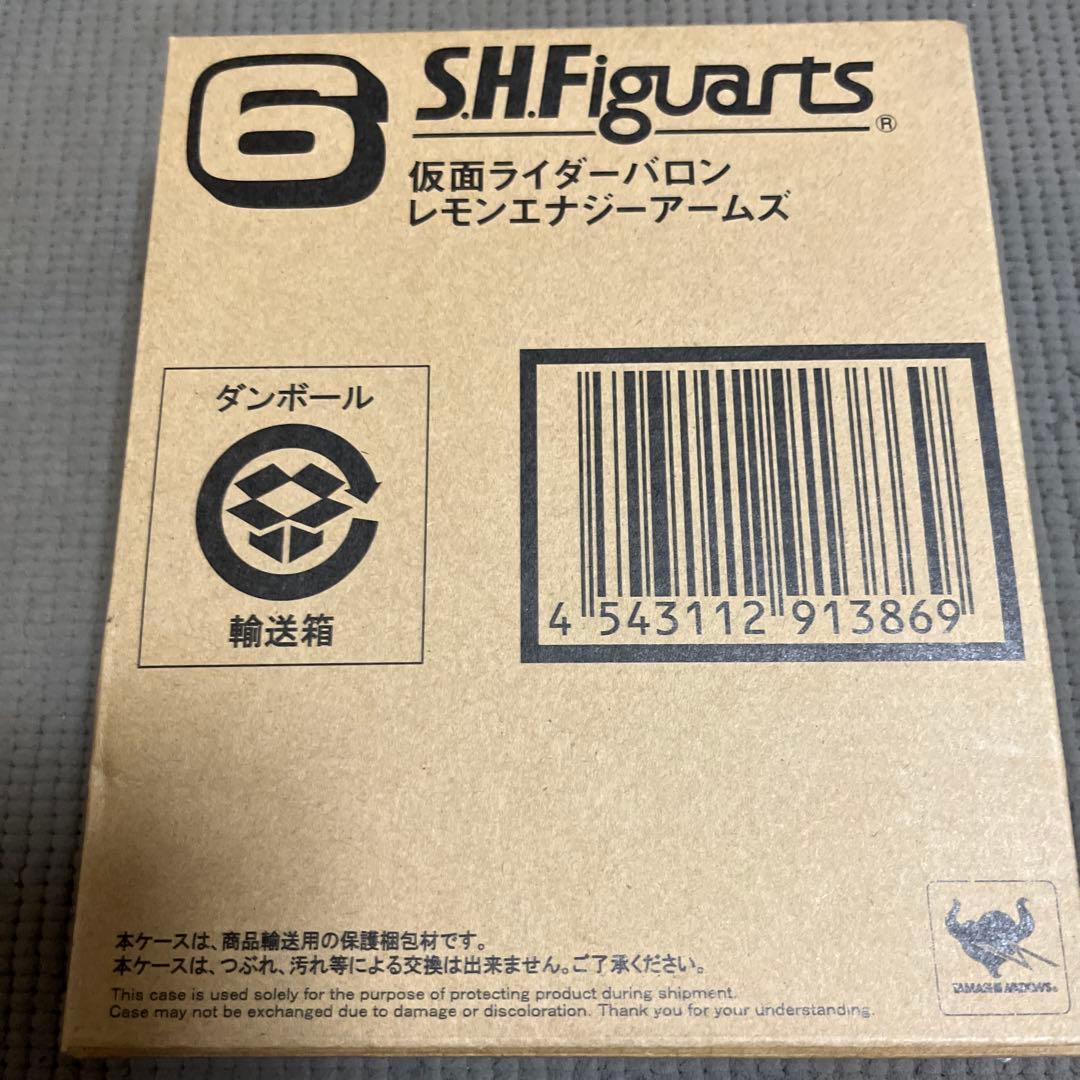 6
S.H.Figuarts®
仮面ライダーバロン
レモンエナジーアームズ
ダンボール
輸送箱
4 543112 913869
本ケースは、商品輸送用の保護梱包材です。
本ケースは、つぶれ、汚れ等による交換は出来ません。ご了承ください。
This case is used solely for the purpose of protecting product during shipment.
Case may not be exchanged due to damage or discoloration. Thank you for your understanding.
TAMASHII NATIONS®